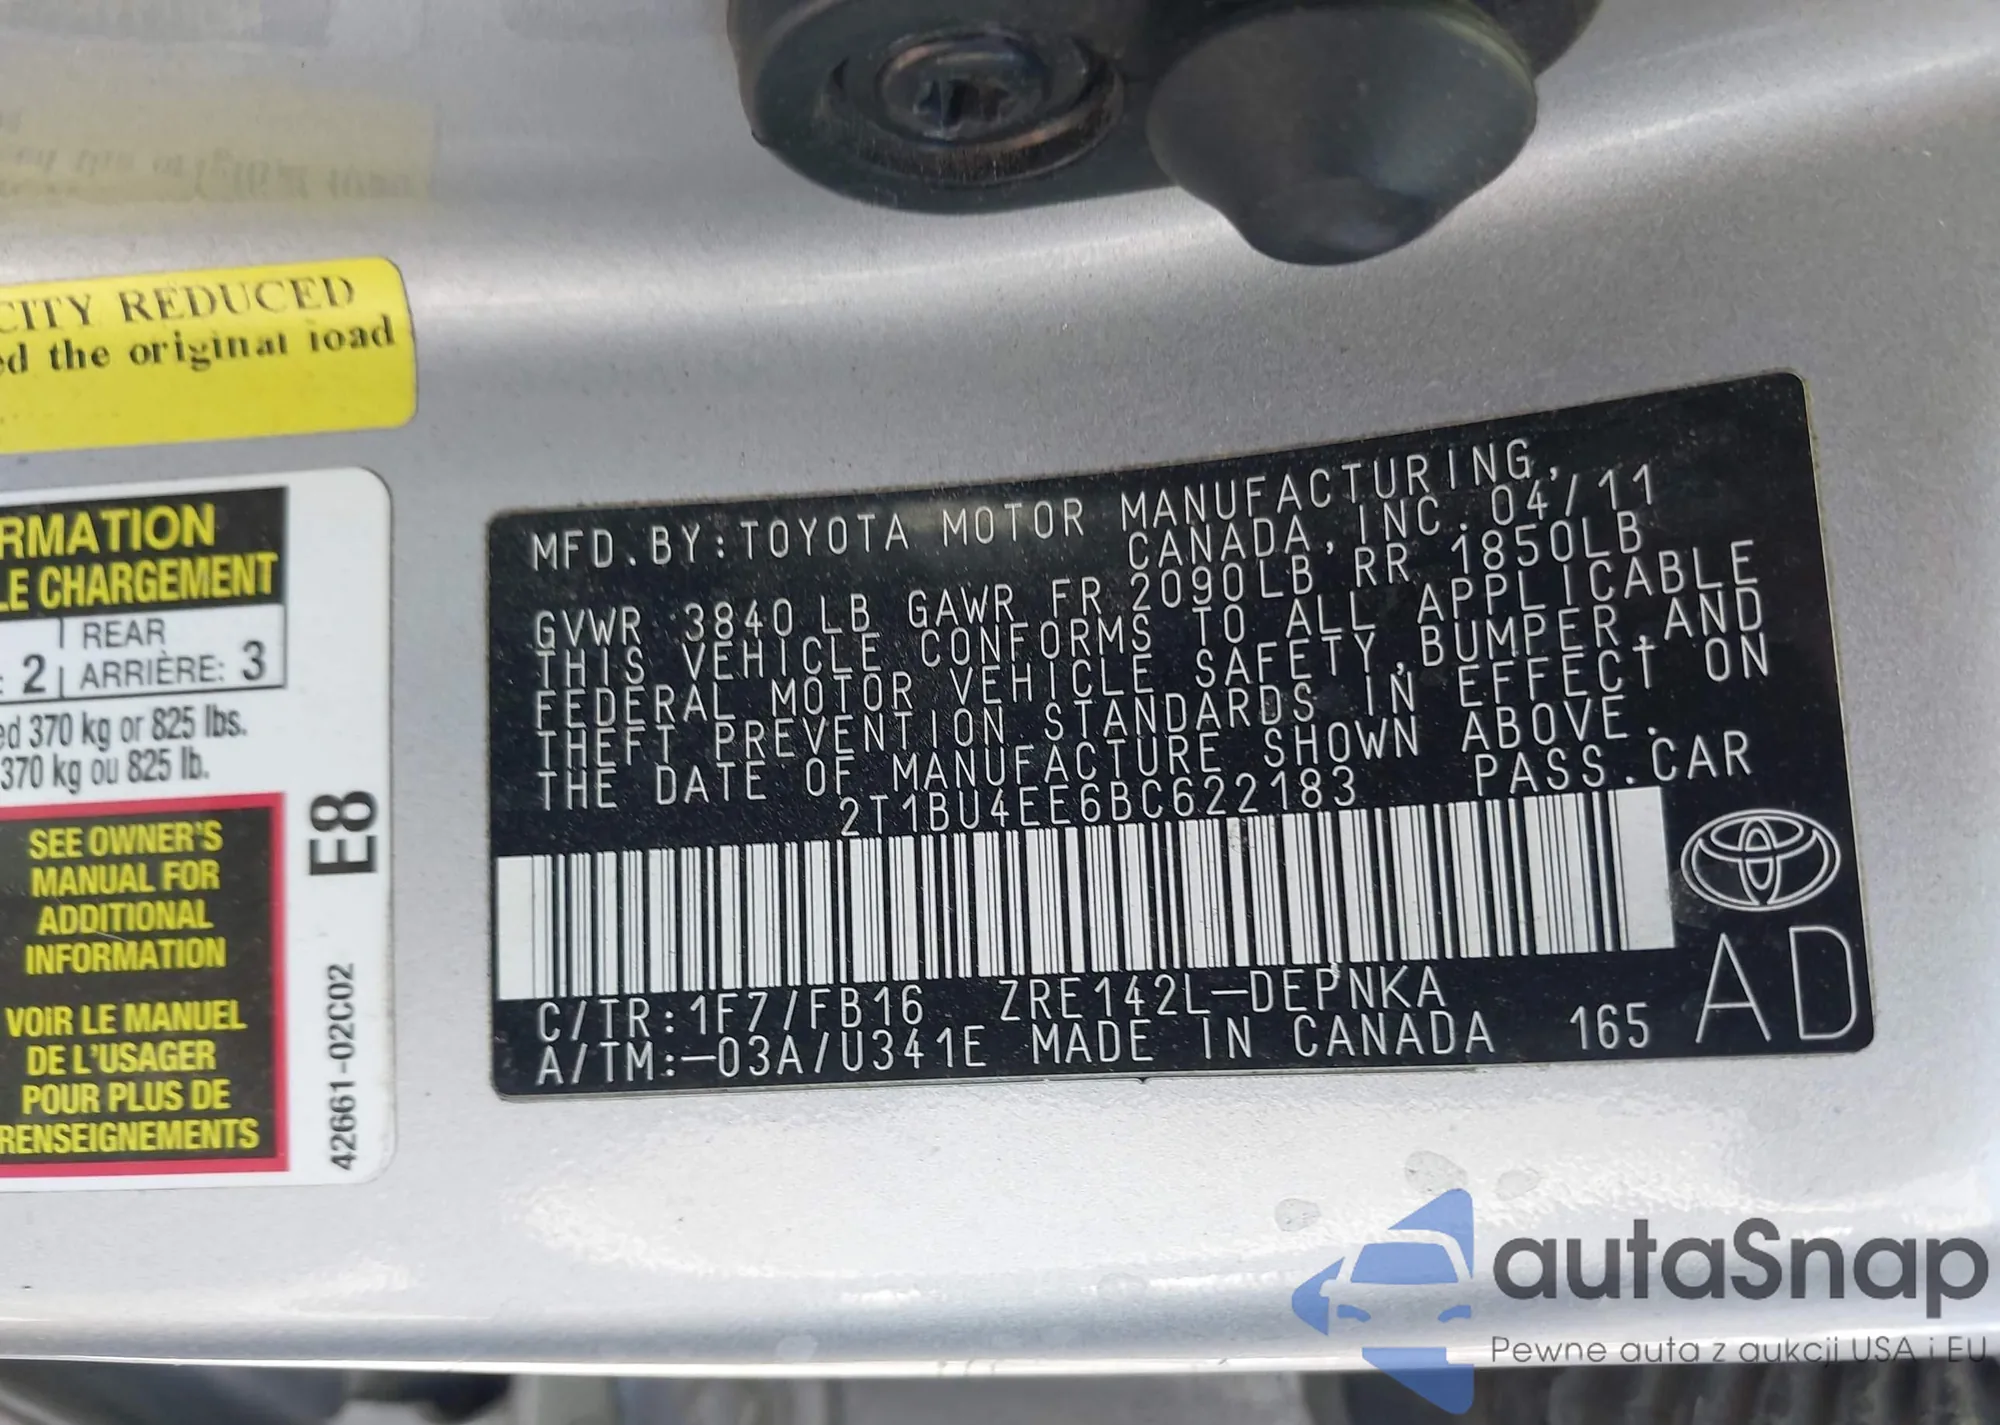 CITY REDUCED
the original load
RMATION
LE CHARGEMENT
REAR
2 ARRIÈRE: 3
ed 370 kg or 825 lbs.
370 kg ou 825 lb.
SEE OWNER'S
MANUAL FOR
ADDITIONAL
INFORMATION
VOIR LE MANUEL
DE L'USAGER
POUR PLUS DE
RENSEIGNEMENTS
E8
42661-02C02
MFD.BY:TOYOTA MOTOR MANUFACTURING,
CANADA, INC. 04/11
GVWR 3840 LB GAWR FR 2090LB RR 1850LB
THIS VEHICLE CONFORMS TO ALL APPLICABLE
FEDERAL MOTOR VEHICLE SAFETY,BUMPER,AND
THEFT PREVENTION STANDARDS IN EFFECT ON
THE DATE OF MANUFACTURE SHOWN ABOVE.
2T1BU4EE6BC622183 PASS.CAR
C/TR:1F7/FB16 ZRE142L-DEPNKA
A/TM:-03A/U341E MADE IN CANADA 165
AD
autaSnap
Pewne auta z aukcji USA i EU